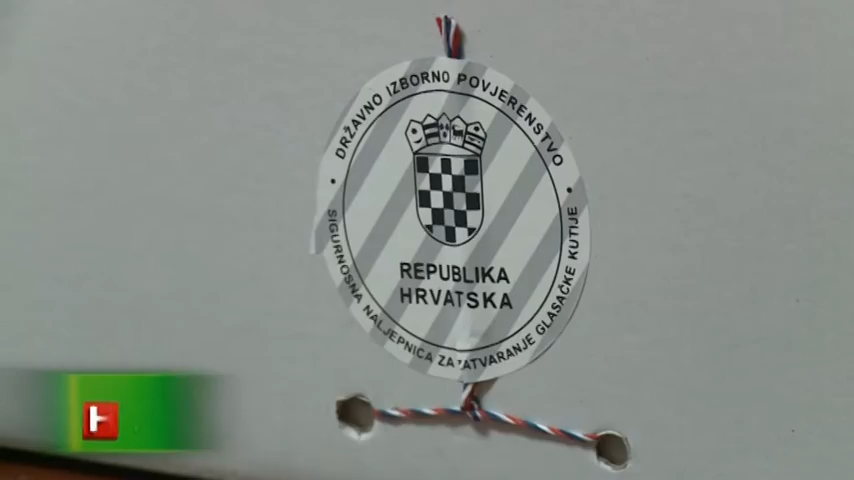 DRŽAVNO IZBORNO POVJERENSTVO
REPUBLIKA
HRVATSKA
SIGURNOSNA NALJEPNICA ZA ZATVARANJE GLASAČKE KUTIJE
H